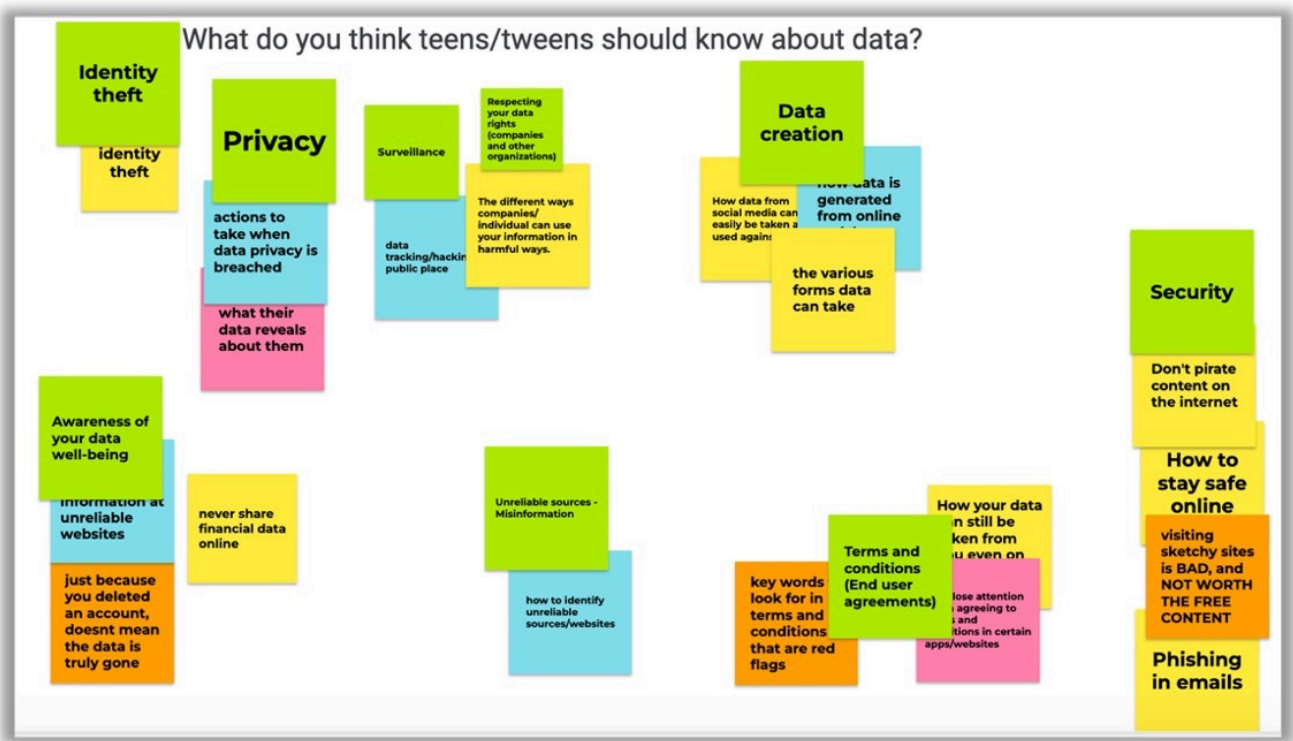 What do you think teens/tweens should know about data?
Identity
theft
identity
theft
Privacy
actions to
take when
data privacy is
breached
what their
data reveals
about them
Surveillance
data
public place
Respecting
your data
rights
(companies
and other
organizations)
The different ways
companies/
individual can use
your information in
harmful ways.
Data
creation
How data from
social media can
easily be taken
used
data is
generated
from online
the various
forms data
can take
Security
Don't pirate
content on
the internet
How to
stay safe
online
visiting
sketchy sites
is BAD, and
NOT WORTH
THE FREE
CONTENT
Phishing
in emails
Awareness of
your data
well-being
information at
unreliable
websites
just because
you deleted
an account,
doesnt mean
the data is
truly gone
never share
financial data
online
Unreliable sources -
Misinformation
how to identify
unreliable
sources/websites
Terms and
conditions
(End user
agreements)
key words
look for in
terms and
conditions
that are red
flags
How your data
still be
from
even on
attention
agreeing to
and
in certain
apps/websites